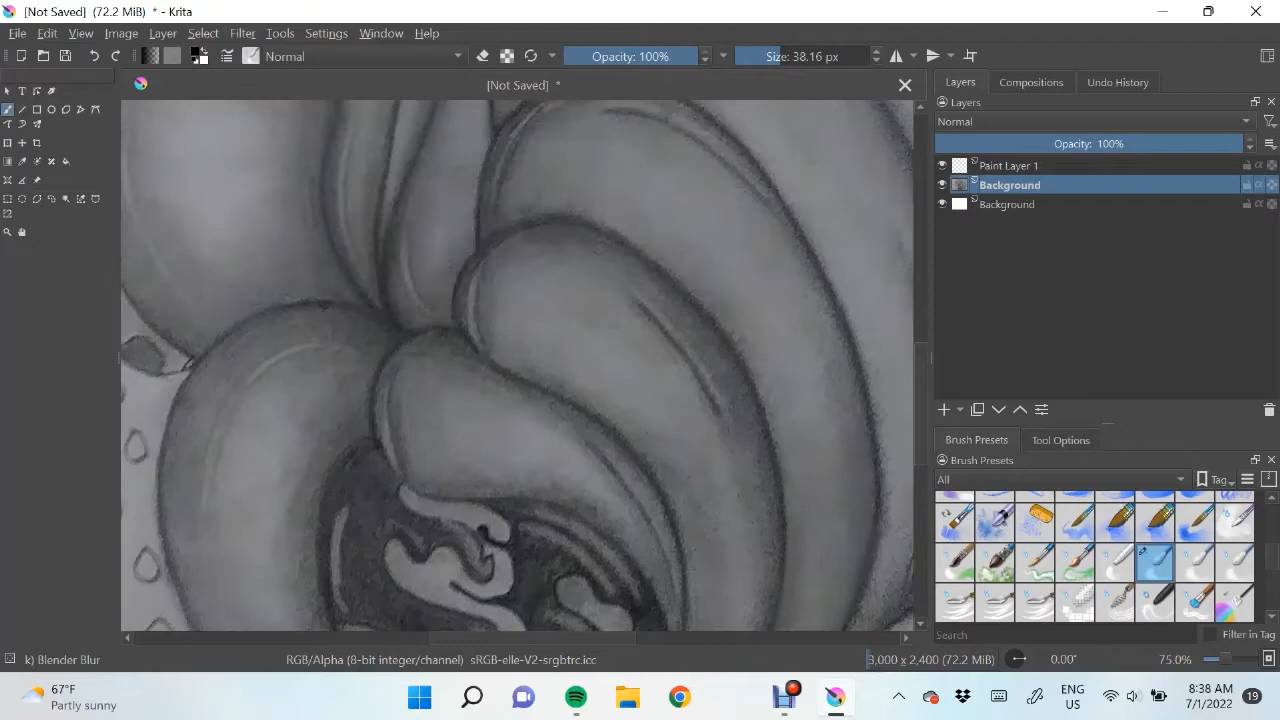 [Not Saved] (72.2 MiB) * - Krita
File Edit View Image Layer Select Filter Tools Settings Window Help
Normal Opacity: 100% Size: 38.16 px
[Not Saved] *
Layers Compositions Undo History
Layers
Normal
Opacity: 100%
Paint Layer 1
Background
Background
Brush Presets Tool Options
Brush Presets
All Tag
Search Filter in Tag
k) Blender Blur RGB/Alpha (8-bit integer/channel) sRGB-elle-V2-srgbtrc.icc 3,000 x 2,400 (72.2 MiB) 0.00° 75.0%
67°F
Partly sunny
ENG
US
8:38 AM
7/1/2022
19